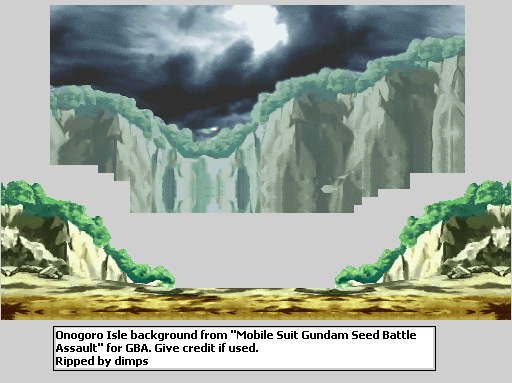 Onogoro Isle background from "Mobile Suit Gundam Seed Battle
Assault" for GBA. Give credit if used.
Ripped by dimps